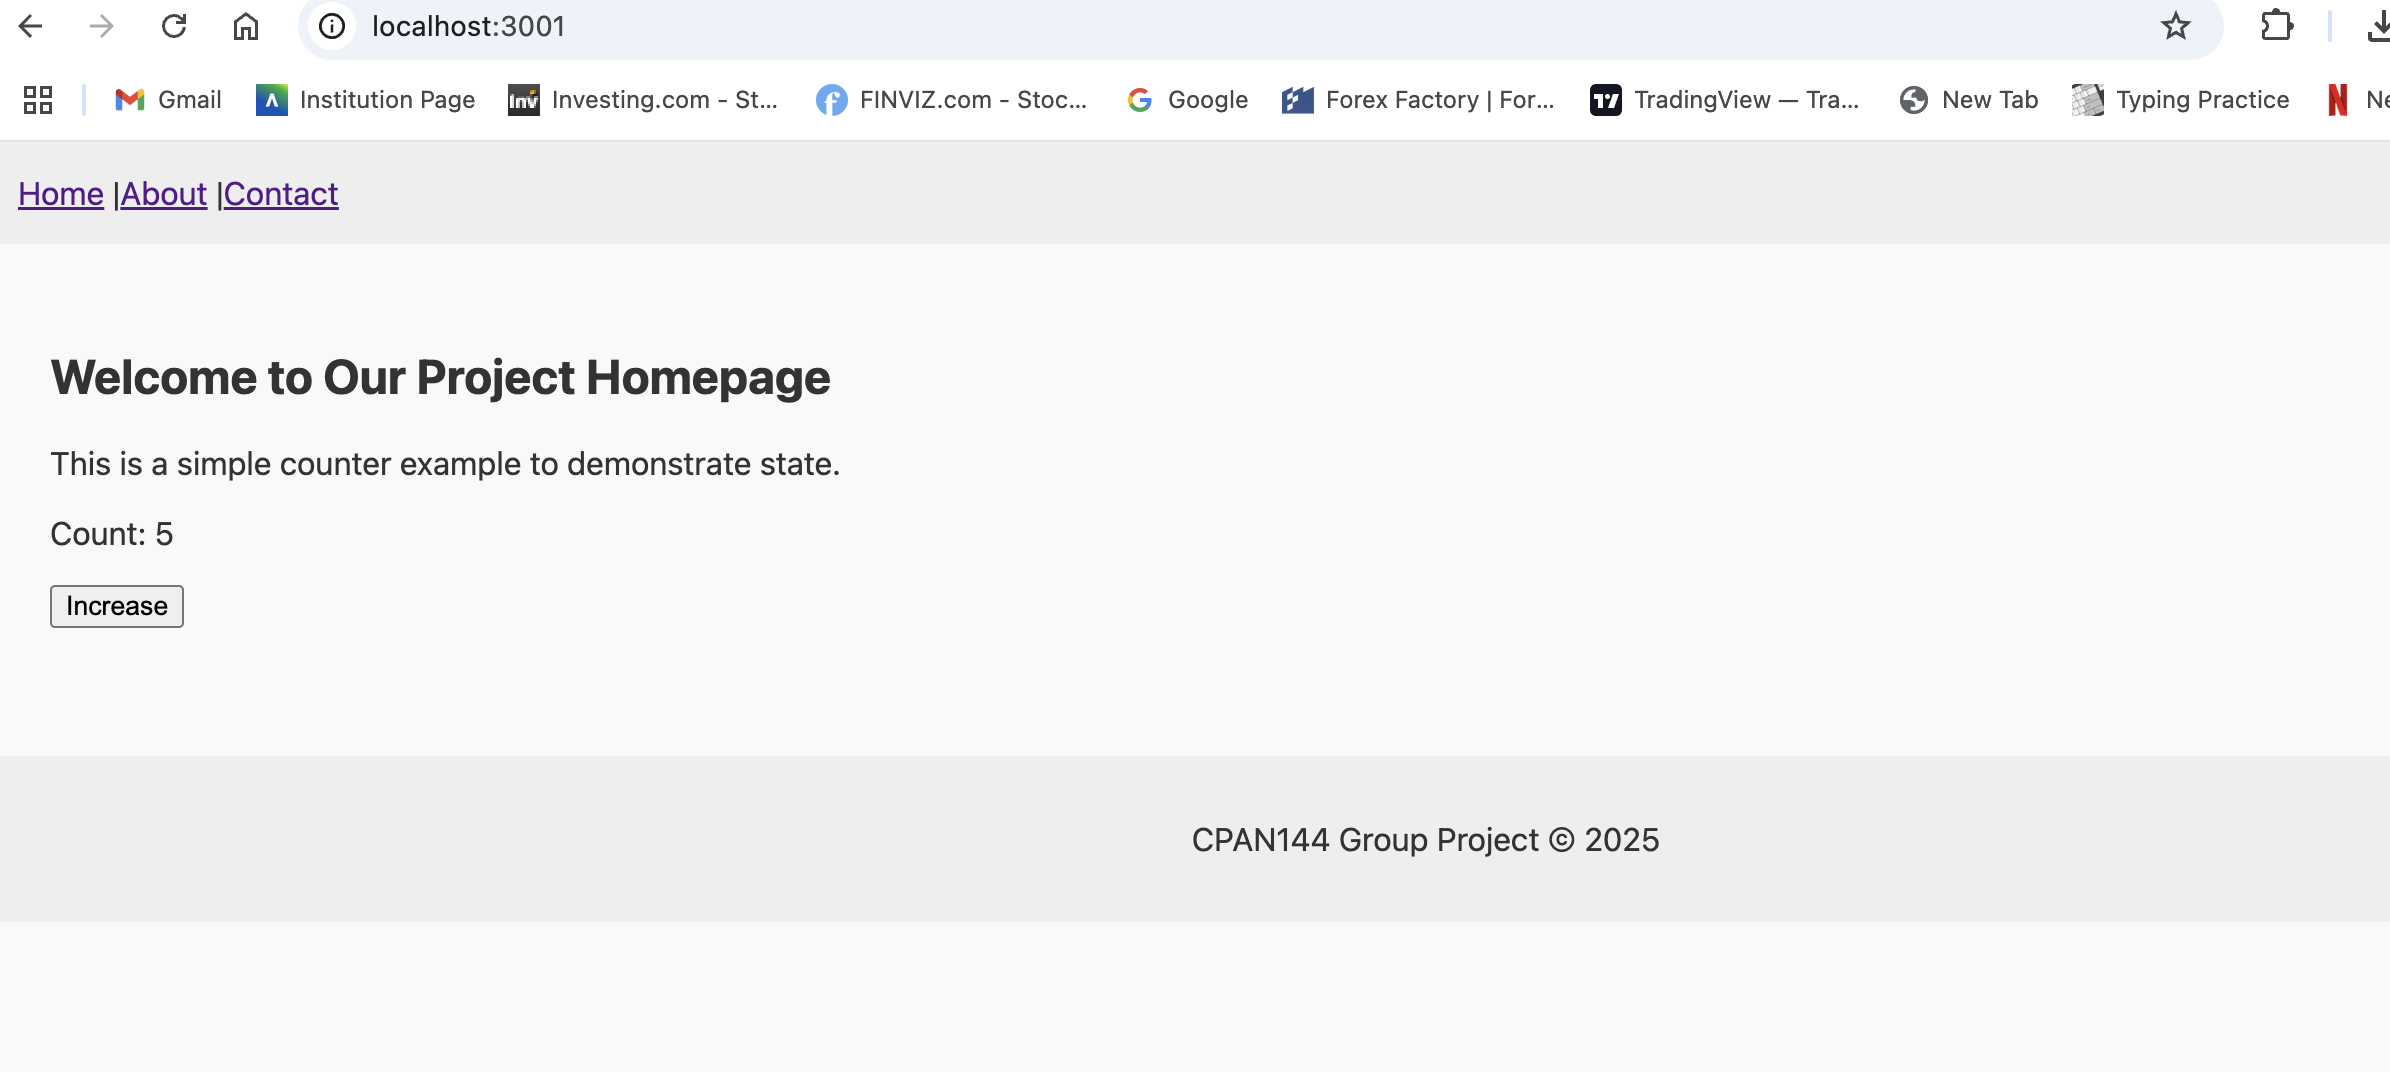 localhost:3001
Gmail Institution Page Investing.com - St... FINVIZ.com - Stoc... Google Forex Factory | For... TradingView — Tra... New Tab Typing Practice
Home |About |Contact
Welcome to Our Project Homepage
This is a simple counter example to demonstrate state.
Count: 5
Increase
CPAN144 Group Project © 2025